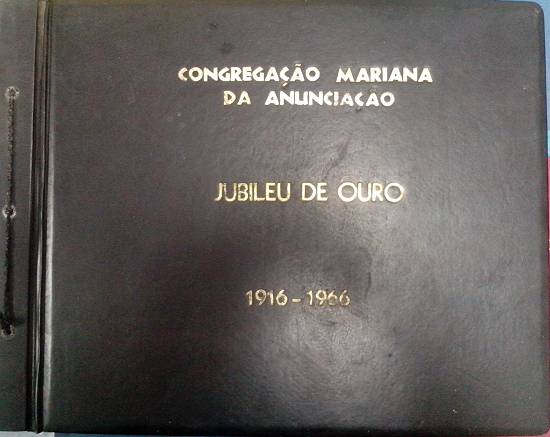 CONGREGAÇÃO MARIANA
DA ANUNCIAÇÃO
JUBILEU DE OURO
1916-1966